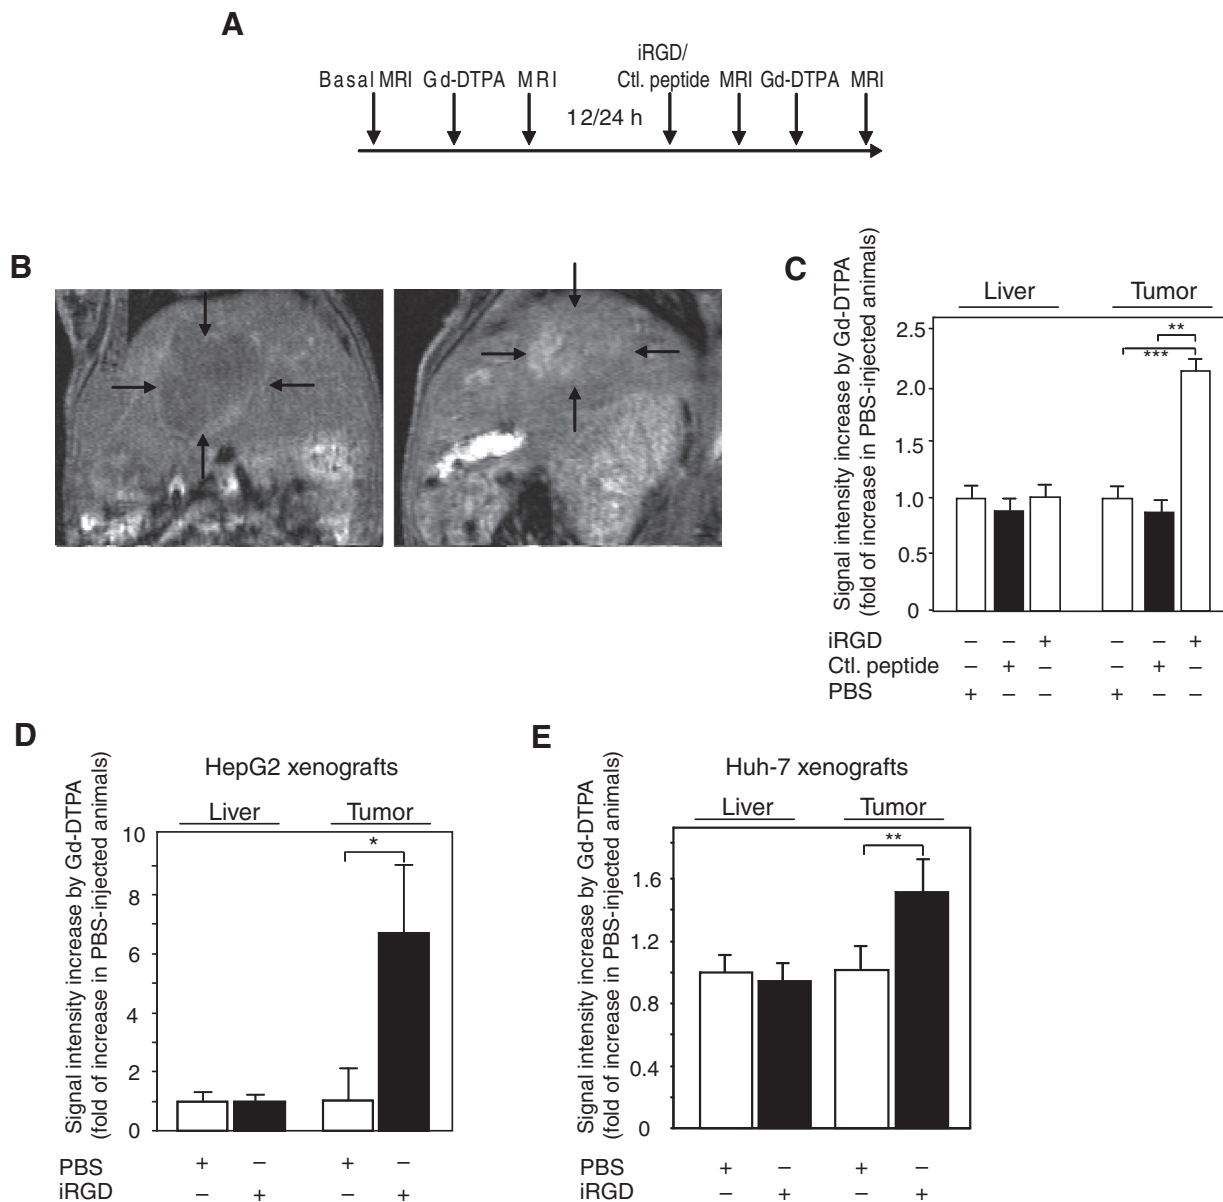 A
iRGD/
Basal MRI Gd-DTPA MRI Ctl. peptide MRI Gd-DTPA MRI
12/24 h
B
C
Signal intensity increase by Gd-DTPA
(fold of increase in PBS-injected animals)
Liver Tumor
2.5
2.0
1.5
1.0
0.5
0
**
***
iRGD – – + – – +
Ctl. peptide – + – – + –
PBS + – – + – –
D
HepG2 xenografts
Signal intensity increase by Gd-DTPA
(fold of increase in PBS-injected animals)
Liver Tumor
10
8
6
4
2
0
*
PBS + – + –
iRGD – + – +
E
Huh-7 xenografts
Signal intensity increase by Gd-DTPA
(fold of increase in PBS-injected animals)
Liver Tumor
1.6
1.2
0.8
0.4
0
**
PBS + – + –
iRGD – + – +